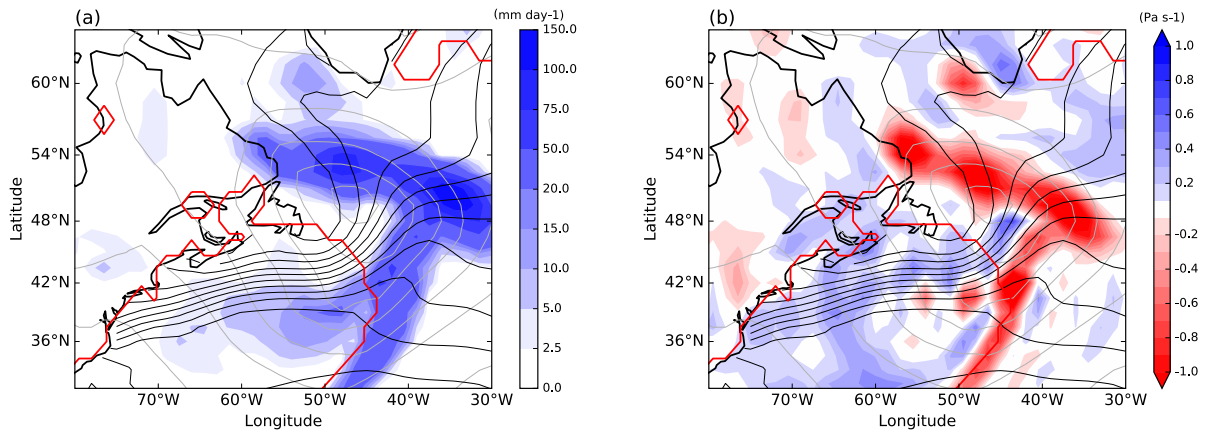 (a)
(mm day-1)
60°N
54°N
48°N
42°N
36°N
Latitude
70°W
60°W
50°W
40°W
30°W
Longitude
150.0
100.0
75.0
50.0
20.0
15.0
10.0
5.0
2.5
0.0
(b)
(Pa s-1)
60°N
54°N
48°N
42°N
36°N
Latitude
70°W
60°W
50°W
40°W
30°W
Longitude
1.0
0.8
0.6
0.4
0.2
0.0
-0.2
-0.4
-0.6
-0.8
-1.0